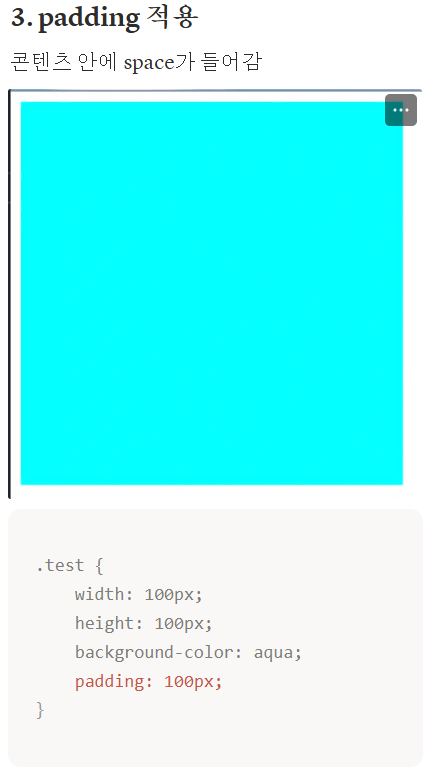 3. padding 적용
콘텐츠 안에 space가 들어감
.test {
    width: 100px;
    height: 100px;
    background-color: aqua;
    padding: 100px;
}